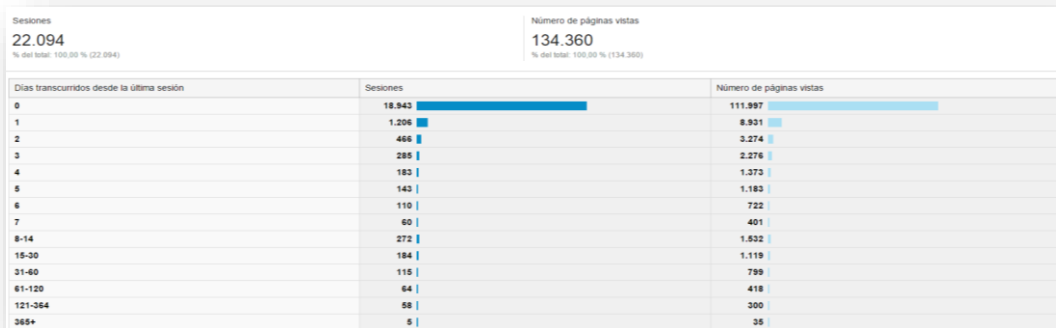 Sesiones Número de páginas vistas
22.094 134.360
% del total: 100,00 % (22.094) % del total: 100,00 % (134.360)
Días transcurridos desde la última sesión Sesiones Número de páginas vistas
0 18.943 111.997
1 1.206 8.931
2 466 3.274
3 285 2.276
4 183 1.373
5 143 1.183
6 110 722
7 60 401
8-14 272 1.532
15-30 184 1.119
31-60 115 799
61-120 64 418
121-364 58 300
365+ 5 35